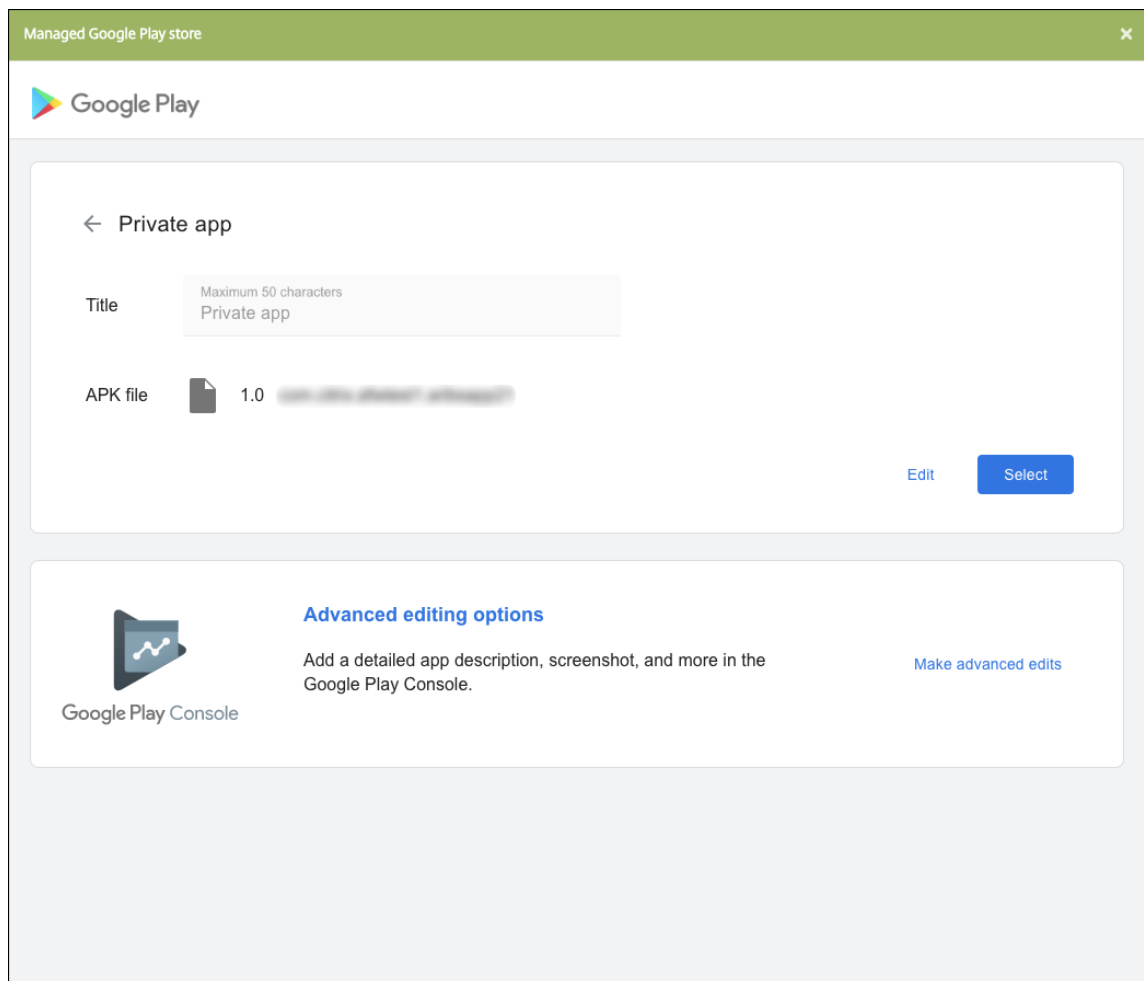 Managed Google Play store
Google Play
Private app
Title
Maximum 50 characters
Private app
APK file
1.0
Edit
Select
Advanced editing options
Add a detailed app description, screenshot, and more in the
Google Play Console.
Make advanced edits
Google Play Console